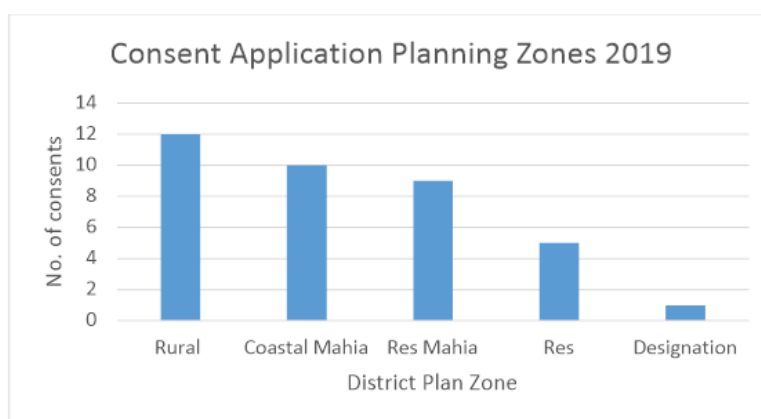 Consent Application Planning Zones 2019
No. of consents
14
12
10
8
6
4
2
0
Rural Coastal Mahia Res Mahia Res Designation
District Plan Zone